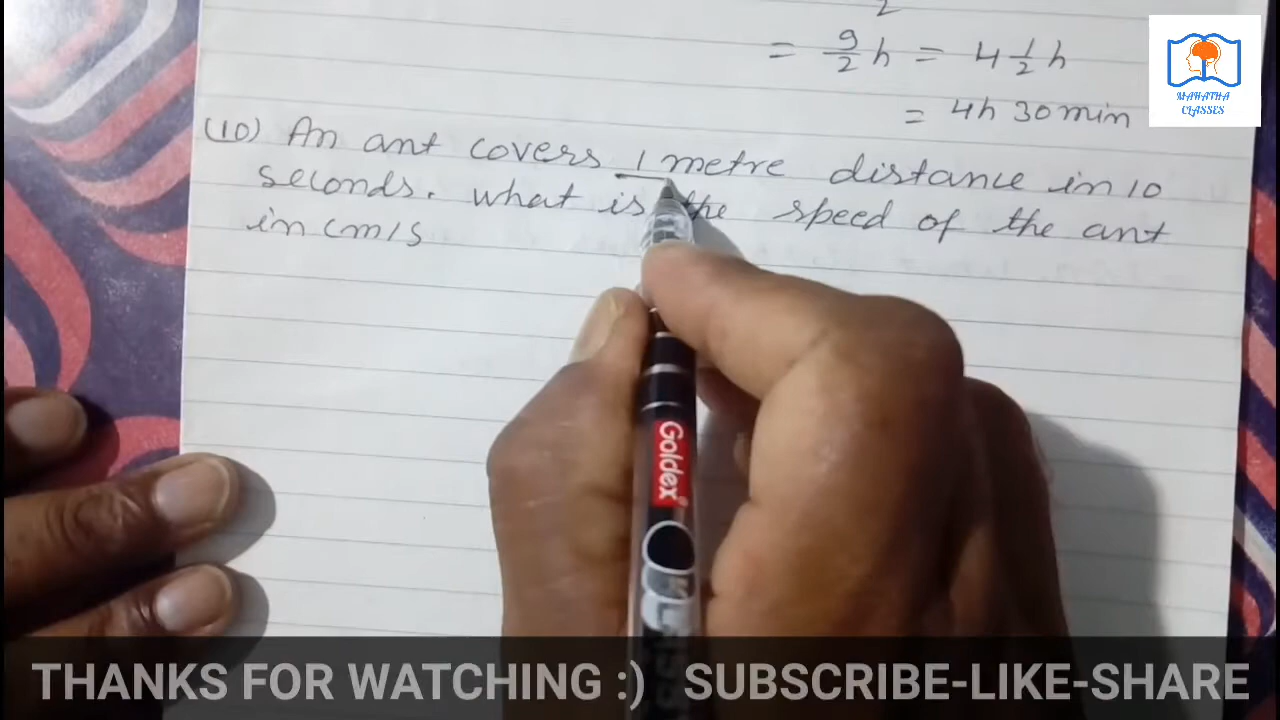 2
= 9/2 h = 4 1/2 h
= 4h 30 min
MAHATHA
CLASSES
(10) An ant covers 1 metre distance in 10
seconds. what is the speed of the ant
in cm/s
Goldex
THANKS FOR WATCHING :) SUBSCRIBE-LIKE-SHARE